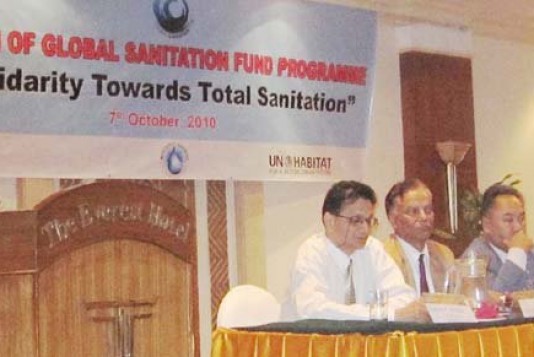 OF GLOBAL SANITATION FUND PROGRAMME
idarity Towards Total Sanitation"
7th October, 2010
UN HABITAT
The Everest Hotel